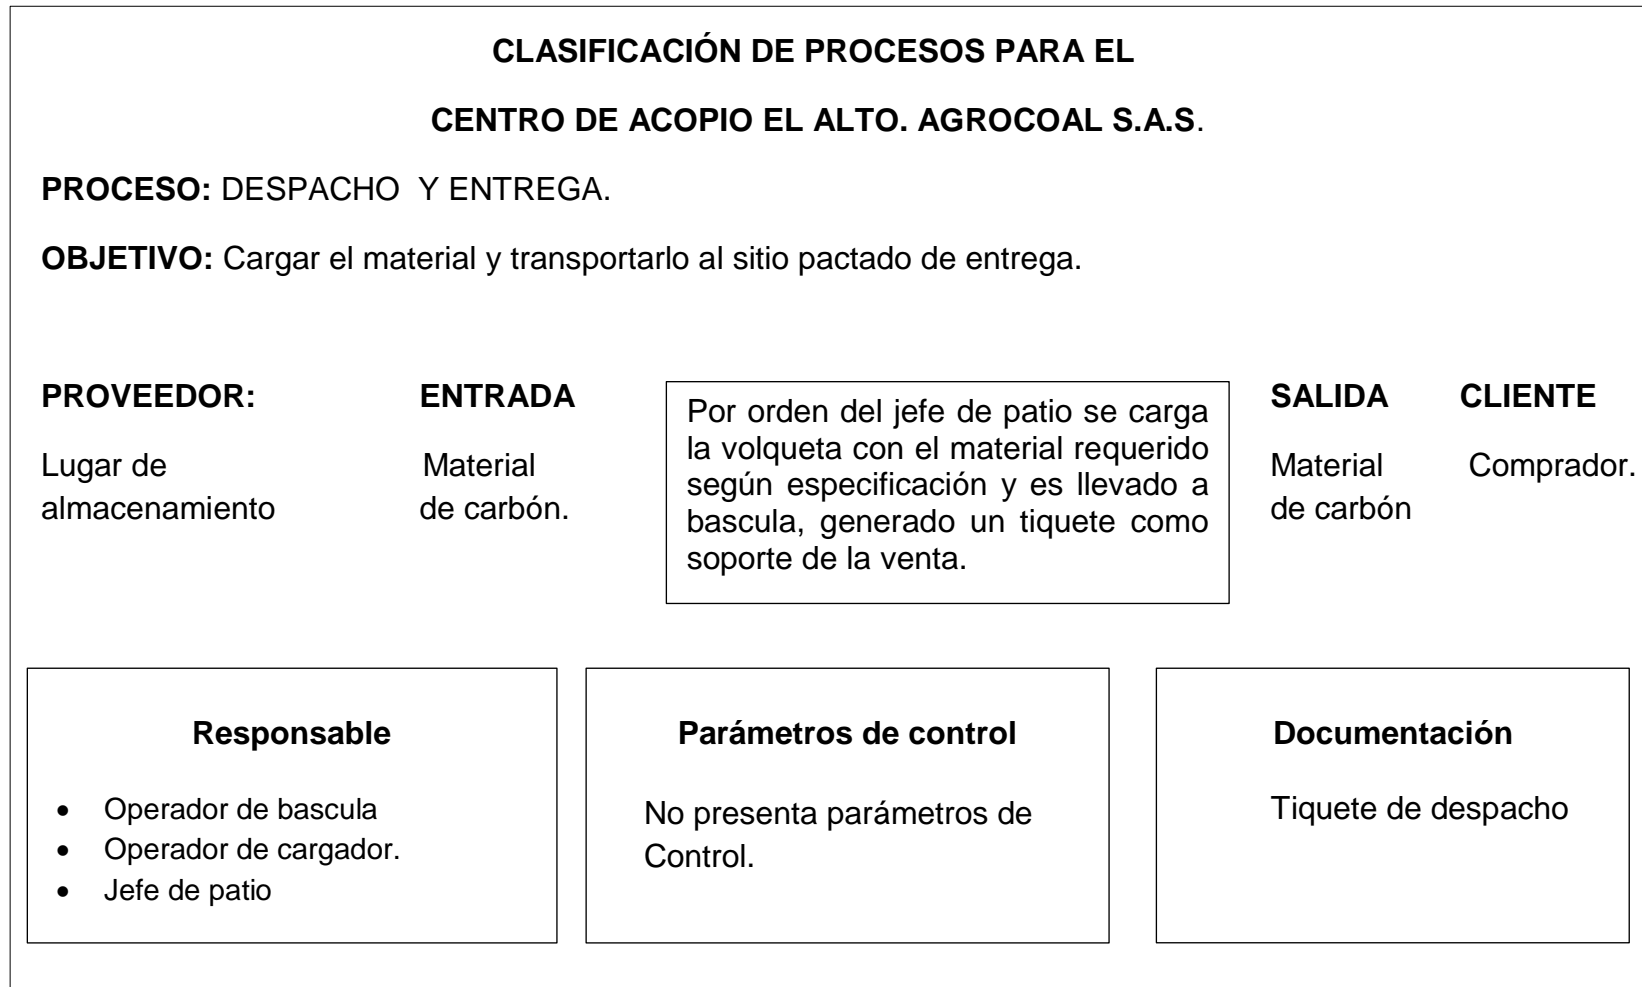 CLASIFICACIÓN DE PROCESOS PARA EL
CENTRO DE ACOPIO EL ALTO. AGROCOAL S.A.S.
PROCESO: DESPACHO  Y ENTREGA.
OBJETIVO: Cargar el material y transportarlo al sitio pactado de entrega.
PROVEEDOR:
Lugar de
almacenamiento
ENTRADA
Material
de carbón.
Por orden del jefe de patio se carga
la volqueta con el material requerido
según especificación y es llevado a
bascula, generado un tiquete como
soporte de la venta.
SALIDA
Material
de carbón
CLIENTE
Comprador.
Responsable
• Operador de bascula
• Operador de cargador.
• Jefe de patio
Parámetros de control
No presenta parámetros de
Control.
Documentación
Tiquete de despacho